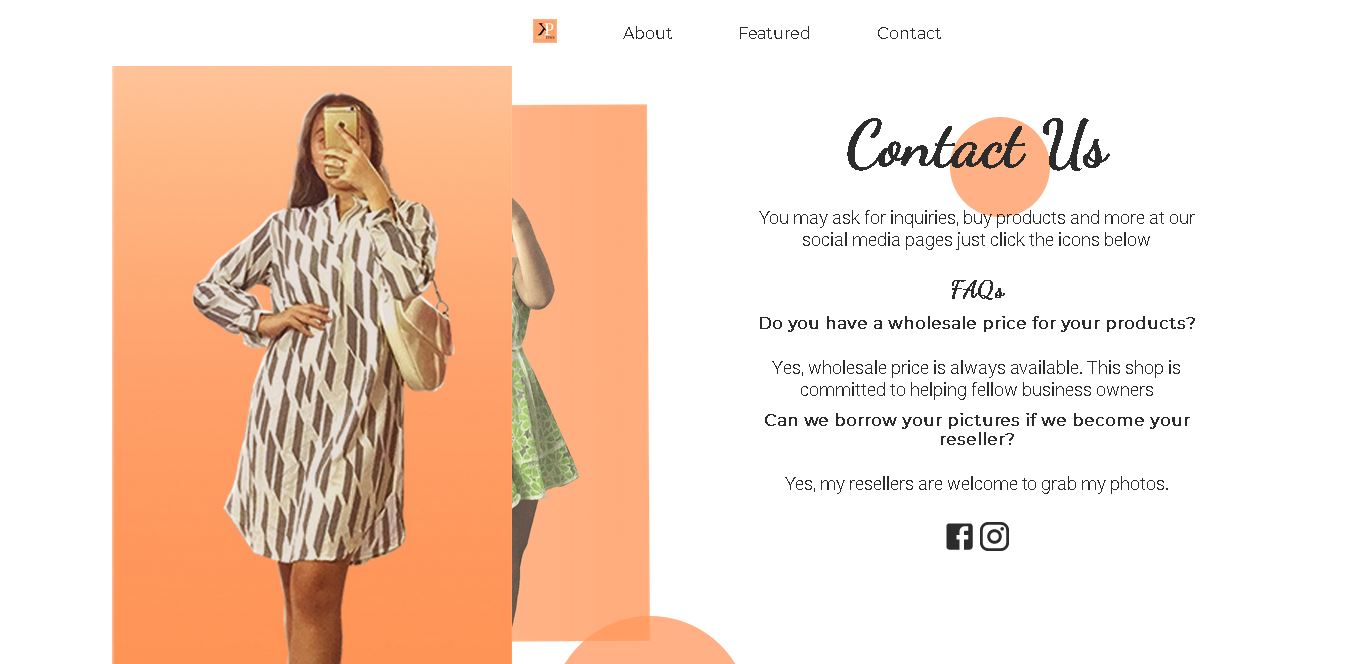 KP
About
Featured
Contact
Contact Us
You may ask for inquiries, buy products and more at our
social media pages just click the icons below
FAQs
Do you have a wholesale price for your products?
Yes, wholesale price is always available. This shop is
committed to helping fellow business owners
Can we borrow your pictures if we become your
reseller?
Yes, my resellers are welcome to grab my photos.